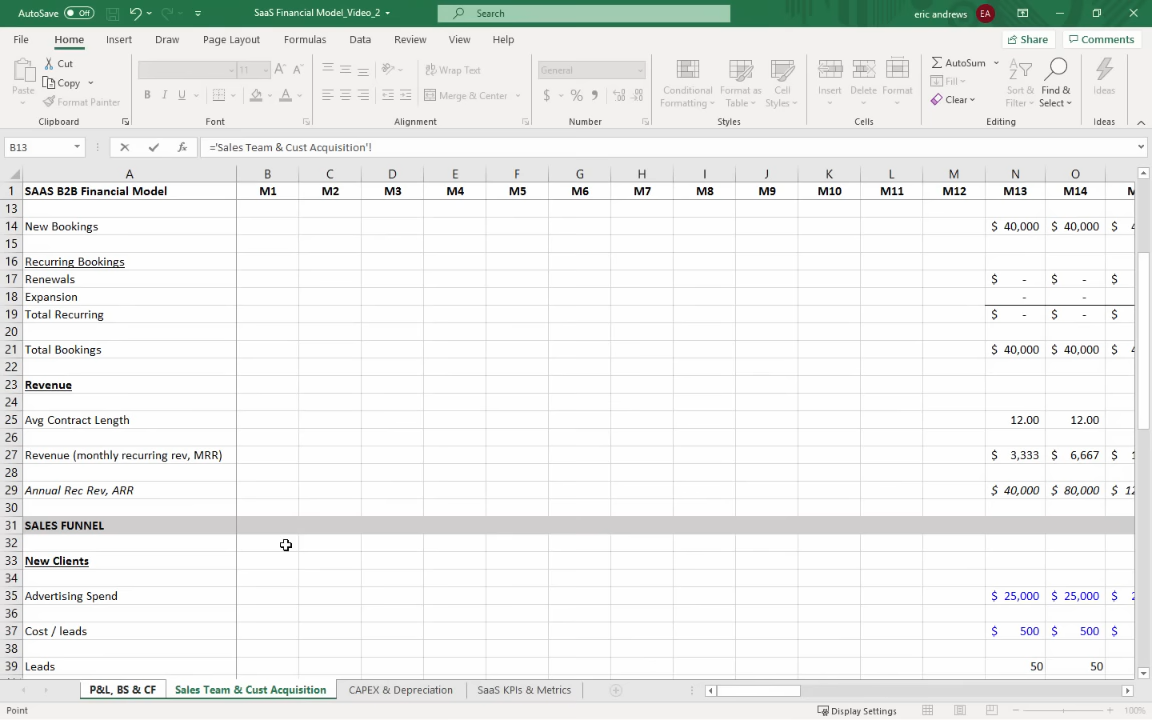 AutoSave Off SaaS Financial Model_Video_2 Search eric andrews EA
File Home Insert Draw Page Layout Formulas Data Review View Help Share Comments
Paste Cut Copy Format Painter Clipboard
11 B I U Font
Wrap Text Merge & Center Alignment
General $ % Number
Conditional Formatting Format as Table Cell Styles Styles
Insert Delete Format Cells
AutoSum Fill Clear Sort & Filter Find & Select Editing
Ideas Ideas
B13 fx ='Sales Team & Cust Acquisition'!
A B C D E F G H I J K L M N O
1 SAAS B2B Financial Model M1 M2 M3 M4 M5 M6 M7 M8 M9 M10 M11 M12 M13 M14
13
14 New Bookings $ 40,000 $ 40,000 $
15
16 Recurring Bookings
17 Renewals $ - $ - $
18 Expansion - -
19 Total Recurring $ - $ - $
20
21 Total Bookings $ 40,000 $ 40,000 $
22
23 Revenue
24
25 Avg Contract Length 12.00 12.00
26
27 Revenue (monthly recurring rev, MRR) $ 3,333 $ 6,667 $
28
29 Annual Rec Rev, ARR $ 40,000 $ 80,000 $ 12
30
31 SALES FUNNEL
32
33 New Clients
34
35 Advertising Spend $ 25,000 $ 25,000 $
36
37 Cost / leads $ 500 $ 500 $
38
39 Leads 50 50
P&L, BS & CF Sales Team & Cust Acquisition CAPEX & Depreciation SaaS KPIs & Metrics
Point Display Settings 100%